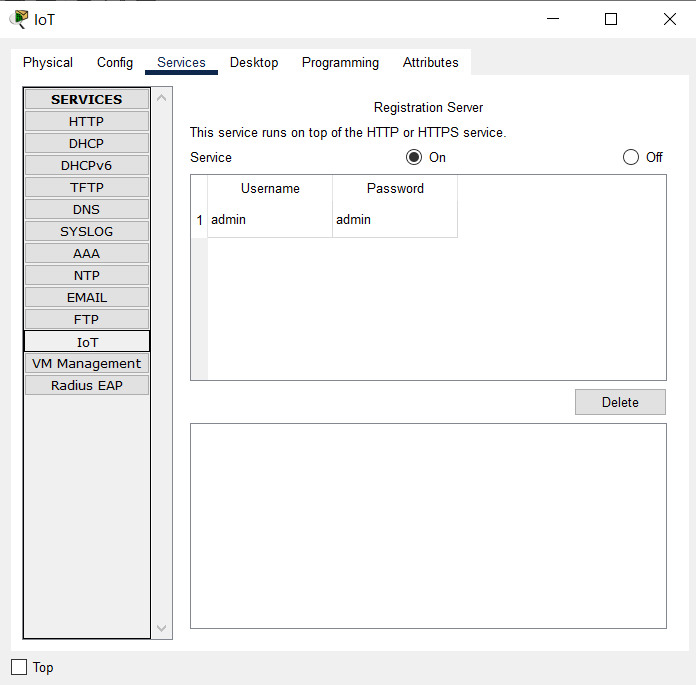 IoT
Physical Config Services Desktop Programming Attributes
SERVICES
HTTP
DHCP
DHCPv6
TFTP
DNS
SYSLOG
AAA
NTP
EMAIL
FTP
IoT
VM Management
Radius EAP
Registration Server
This service runs on top of the HTTP or HTTPS service.
Service On Off
Username Password
1 admin admin
Delete
Top